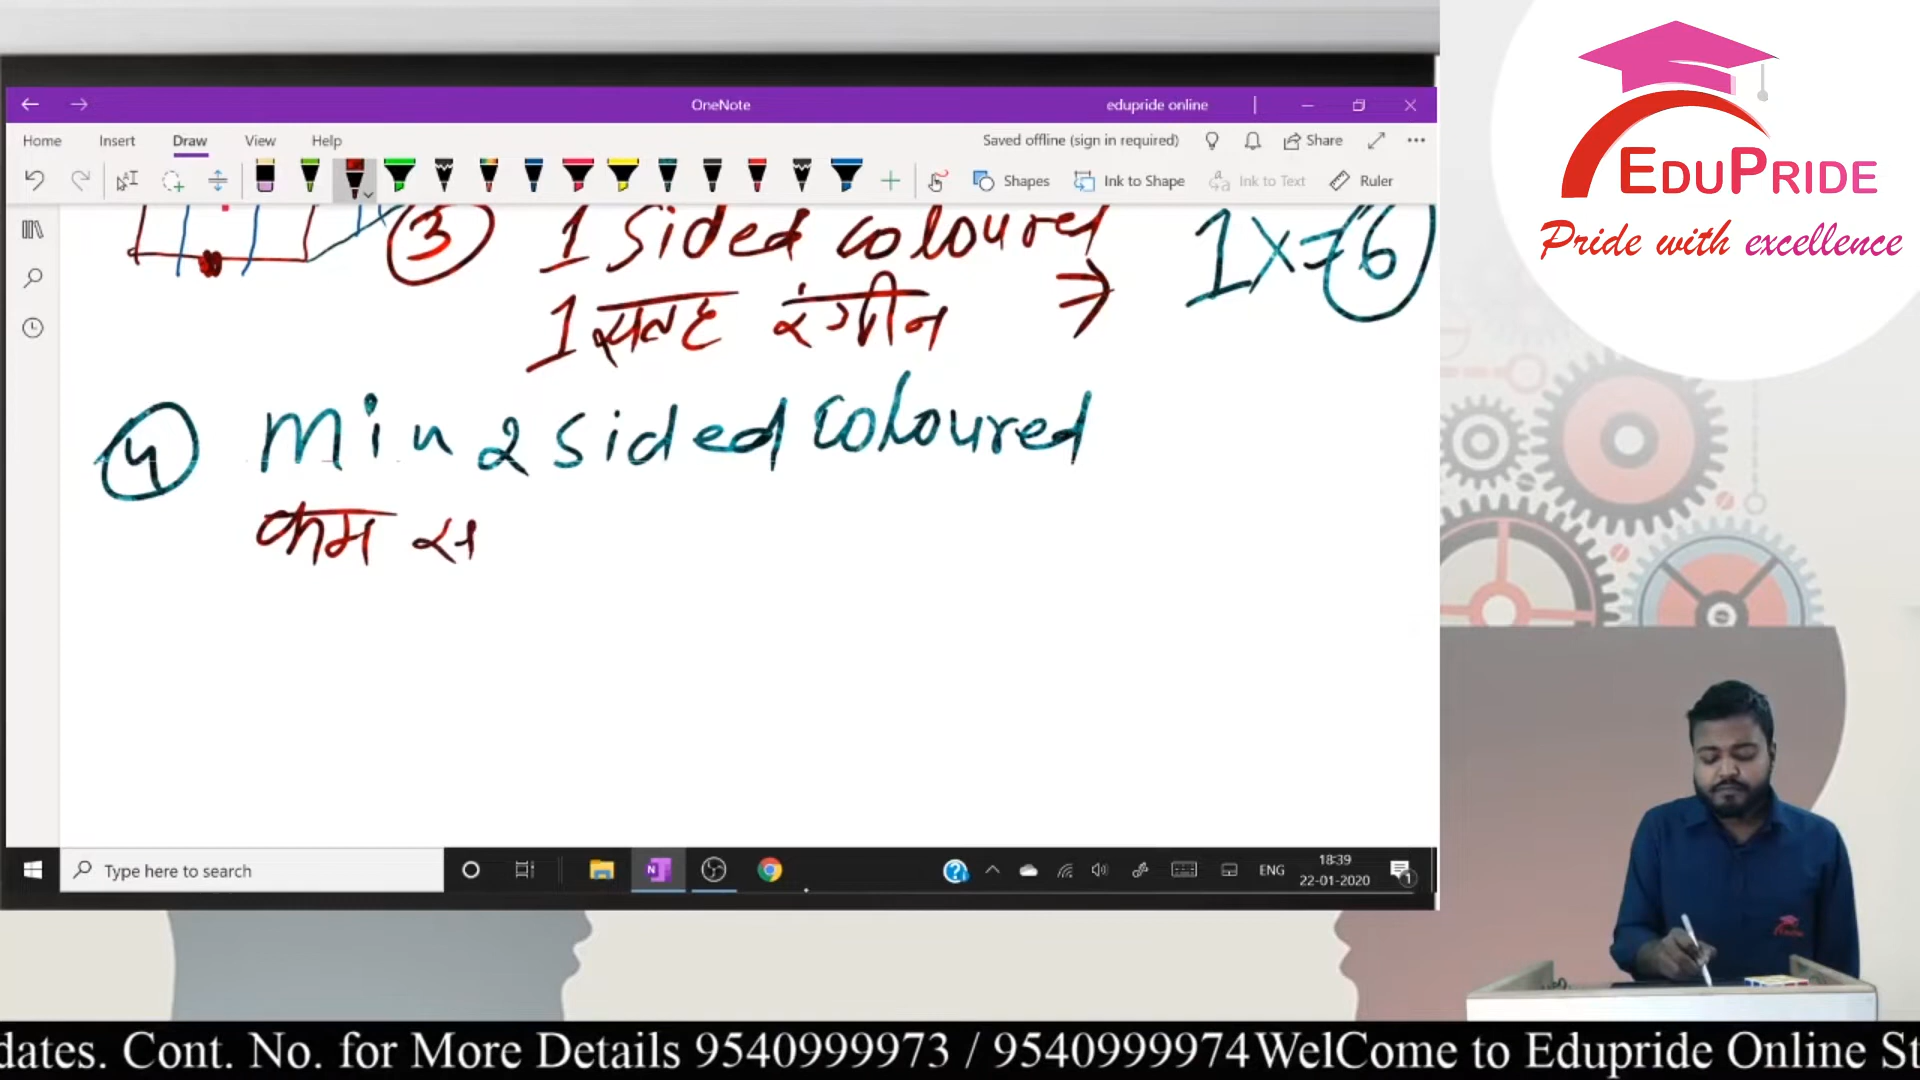 OneNote
edupride online
Home Insert Draw View Help
Saved offline (sign in required)
Share
Shapes
Ink to Shape
Ink to Text
Ruler
EDUPRIDE
Pride with excellence
3 1 Sided coloured
1 सतह रंगीन →
1x=6
4 Min 2 sided coloured
कम स
Type here to search
ENG
18:39
22-01-2020
1
dates. Cont. No. for More Details 9540999973 / 9540999974 WelCome to Edupride Online St